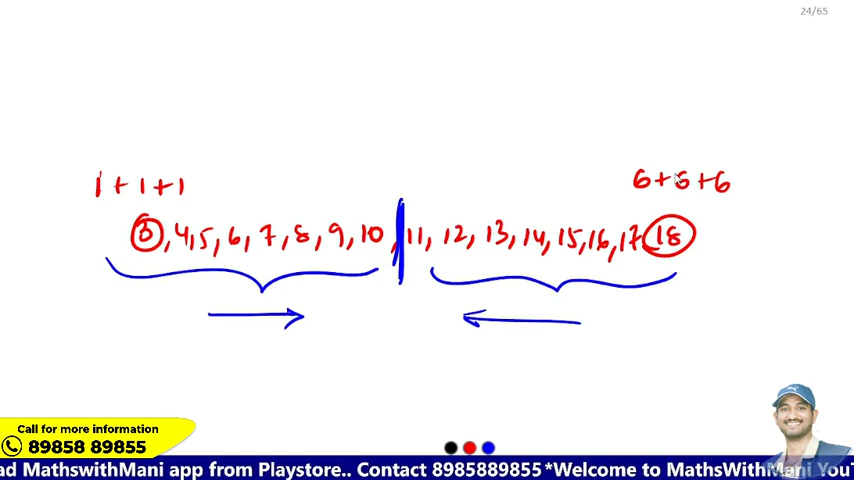 24/65
1+1+1
6+6+6
3,4,5,6,7,8,9,10,11,12,13,14,15,16,17,18
Call for more information
89858 89855
ad MathswithMani app from Playstore.. Contact 8985889855 *Welcome to MathsWithMani YouT